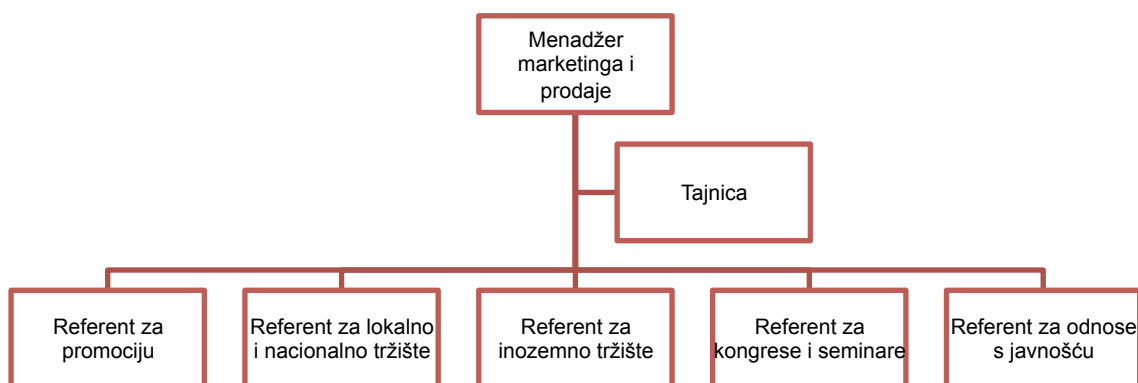 Menadžer
marketinga i
prodaje
Tajnica
Referent za
promociju
Referent za lokalno
i nacionalno tržište
Referent za
inozemno tržište
Referent za
kongrese i seminare
Referent za odnose
s javnošću